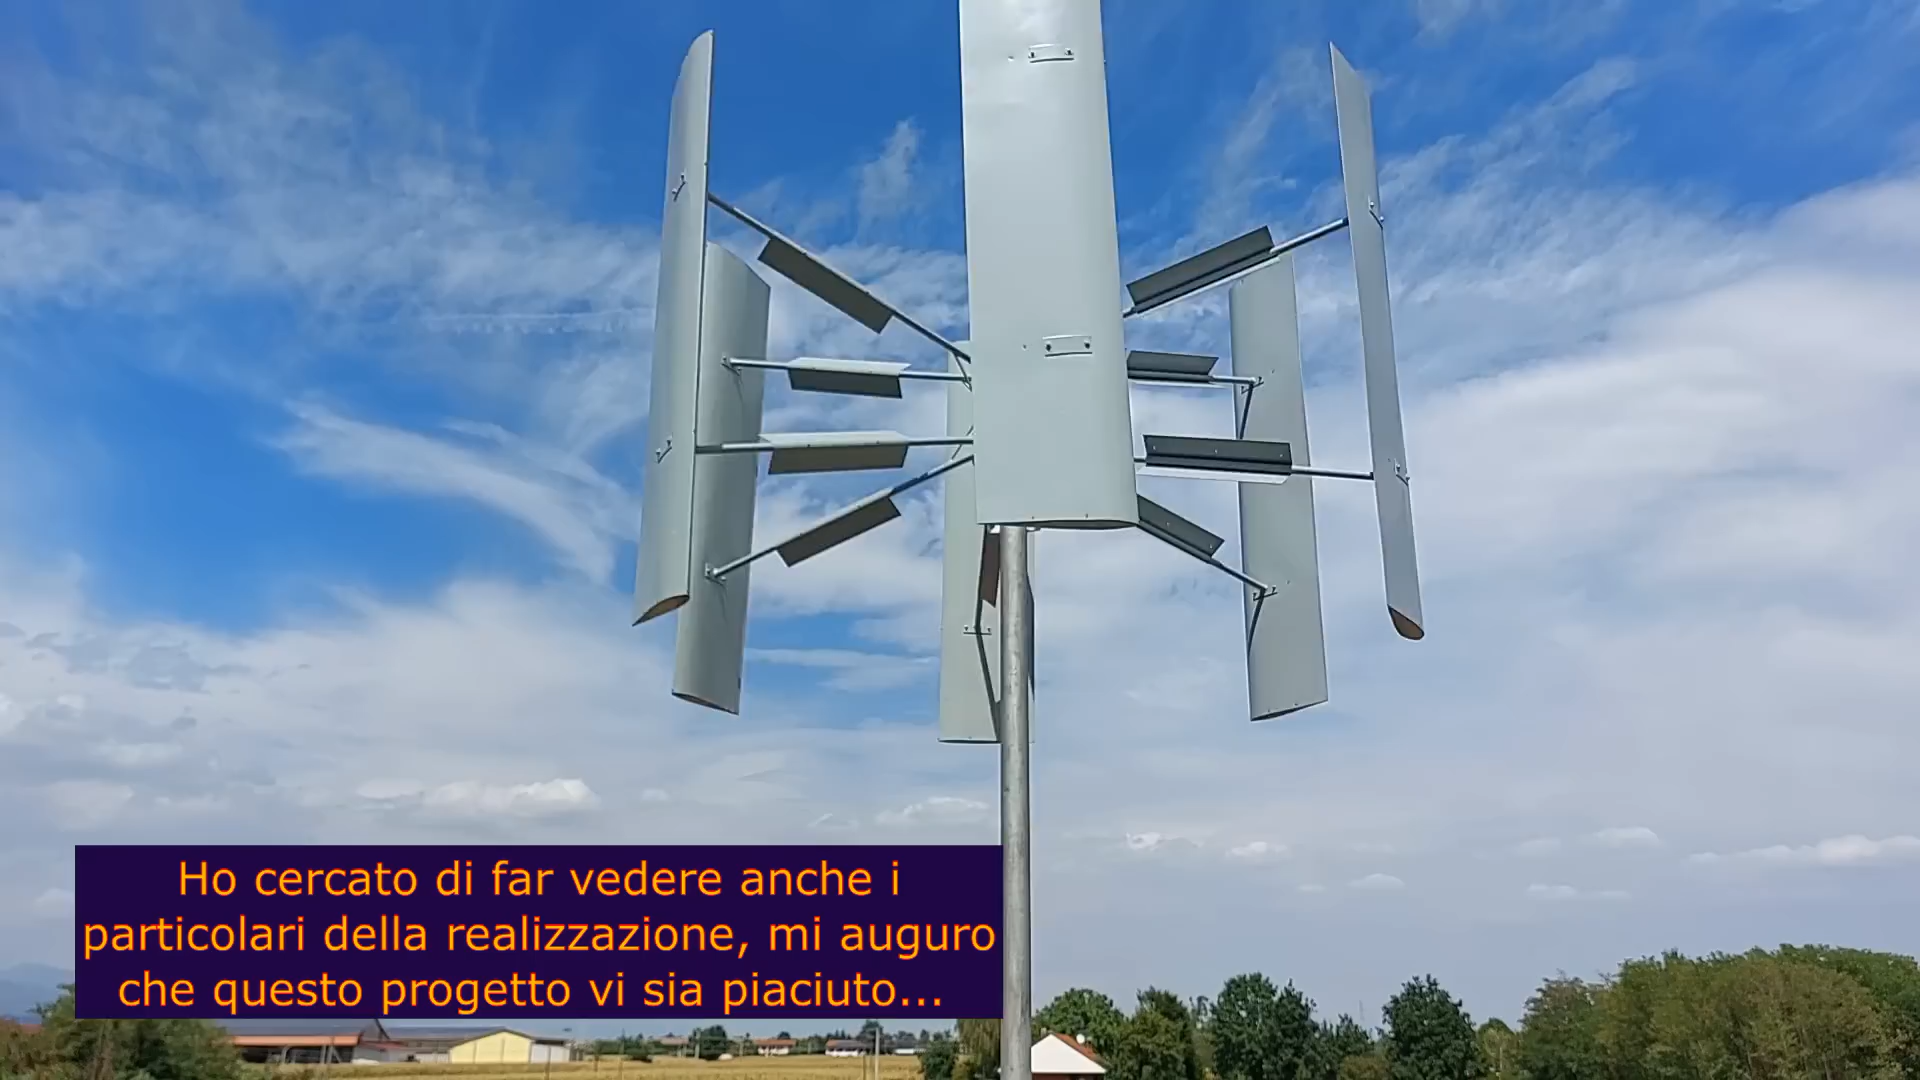 Ho cercato di far vedere anche i
particolari della realizzazione, mi auguro
che questo progetto vi sia piaciuto...